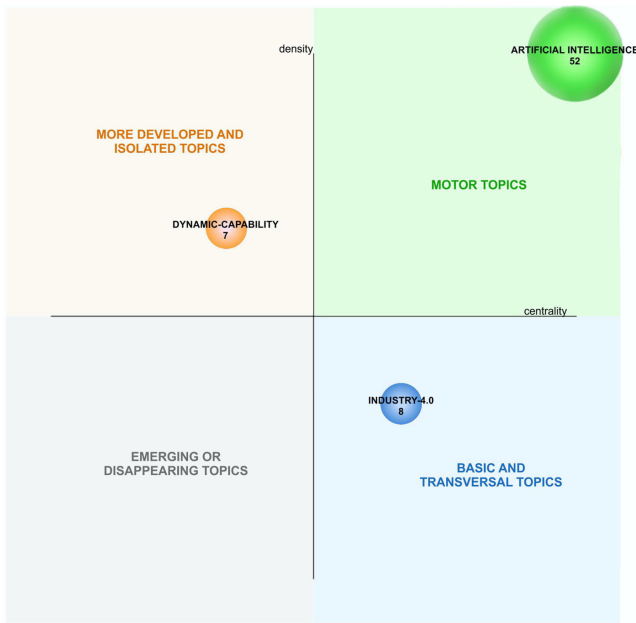 density
ARTIFICIAL INTELLIGENCE
52
MORE DEVELOPED AND
ISOLATED TOPICS
MOTOR TOPICS
DYNAMIC-CAPABILITY
7
centrality
INDUSTRY-4.0
8
EMERGING OR
DISAPPEARING TOPICS
BASIC AND
TRANSVERSAL TOPICS